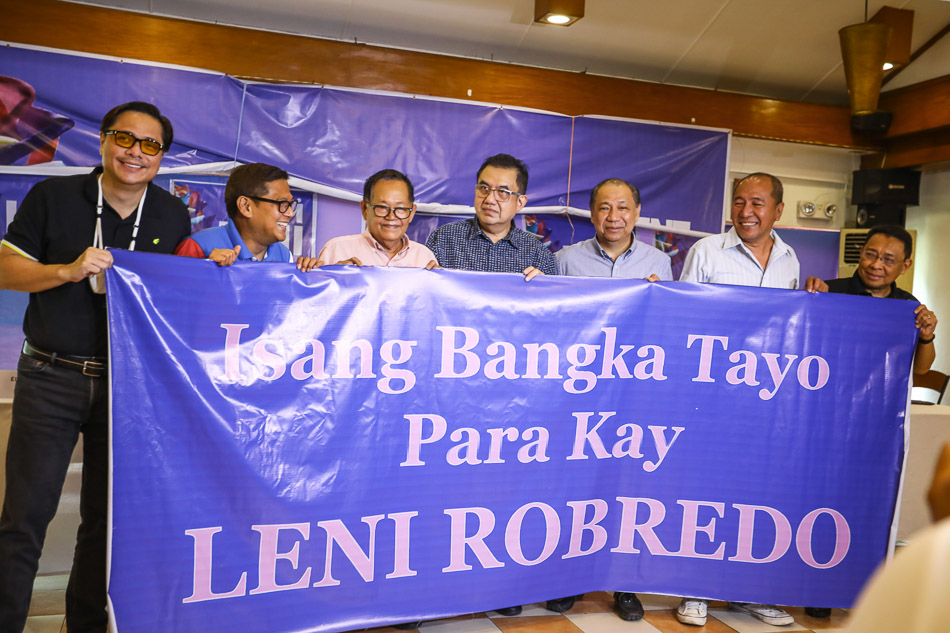 Isang Bangka Tayo
Para Kay
LENI ROBREDO